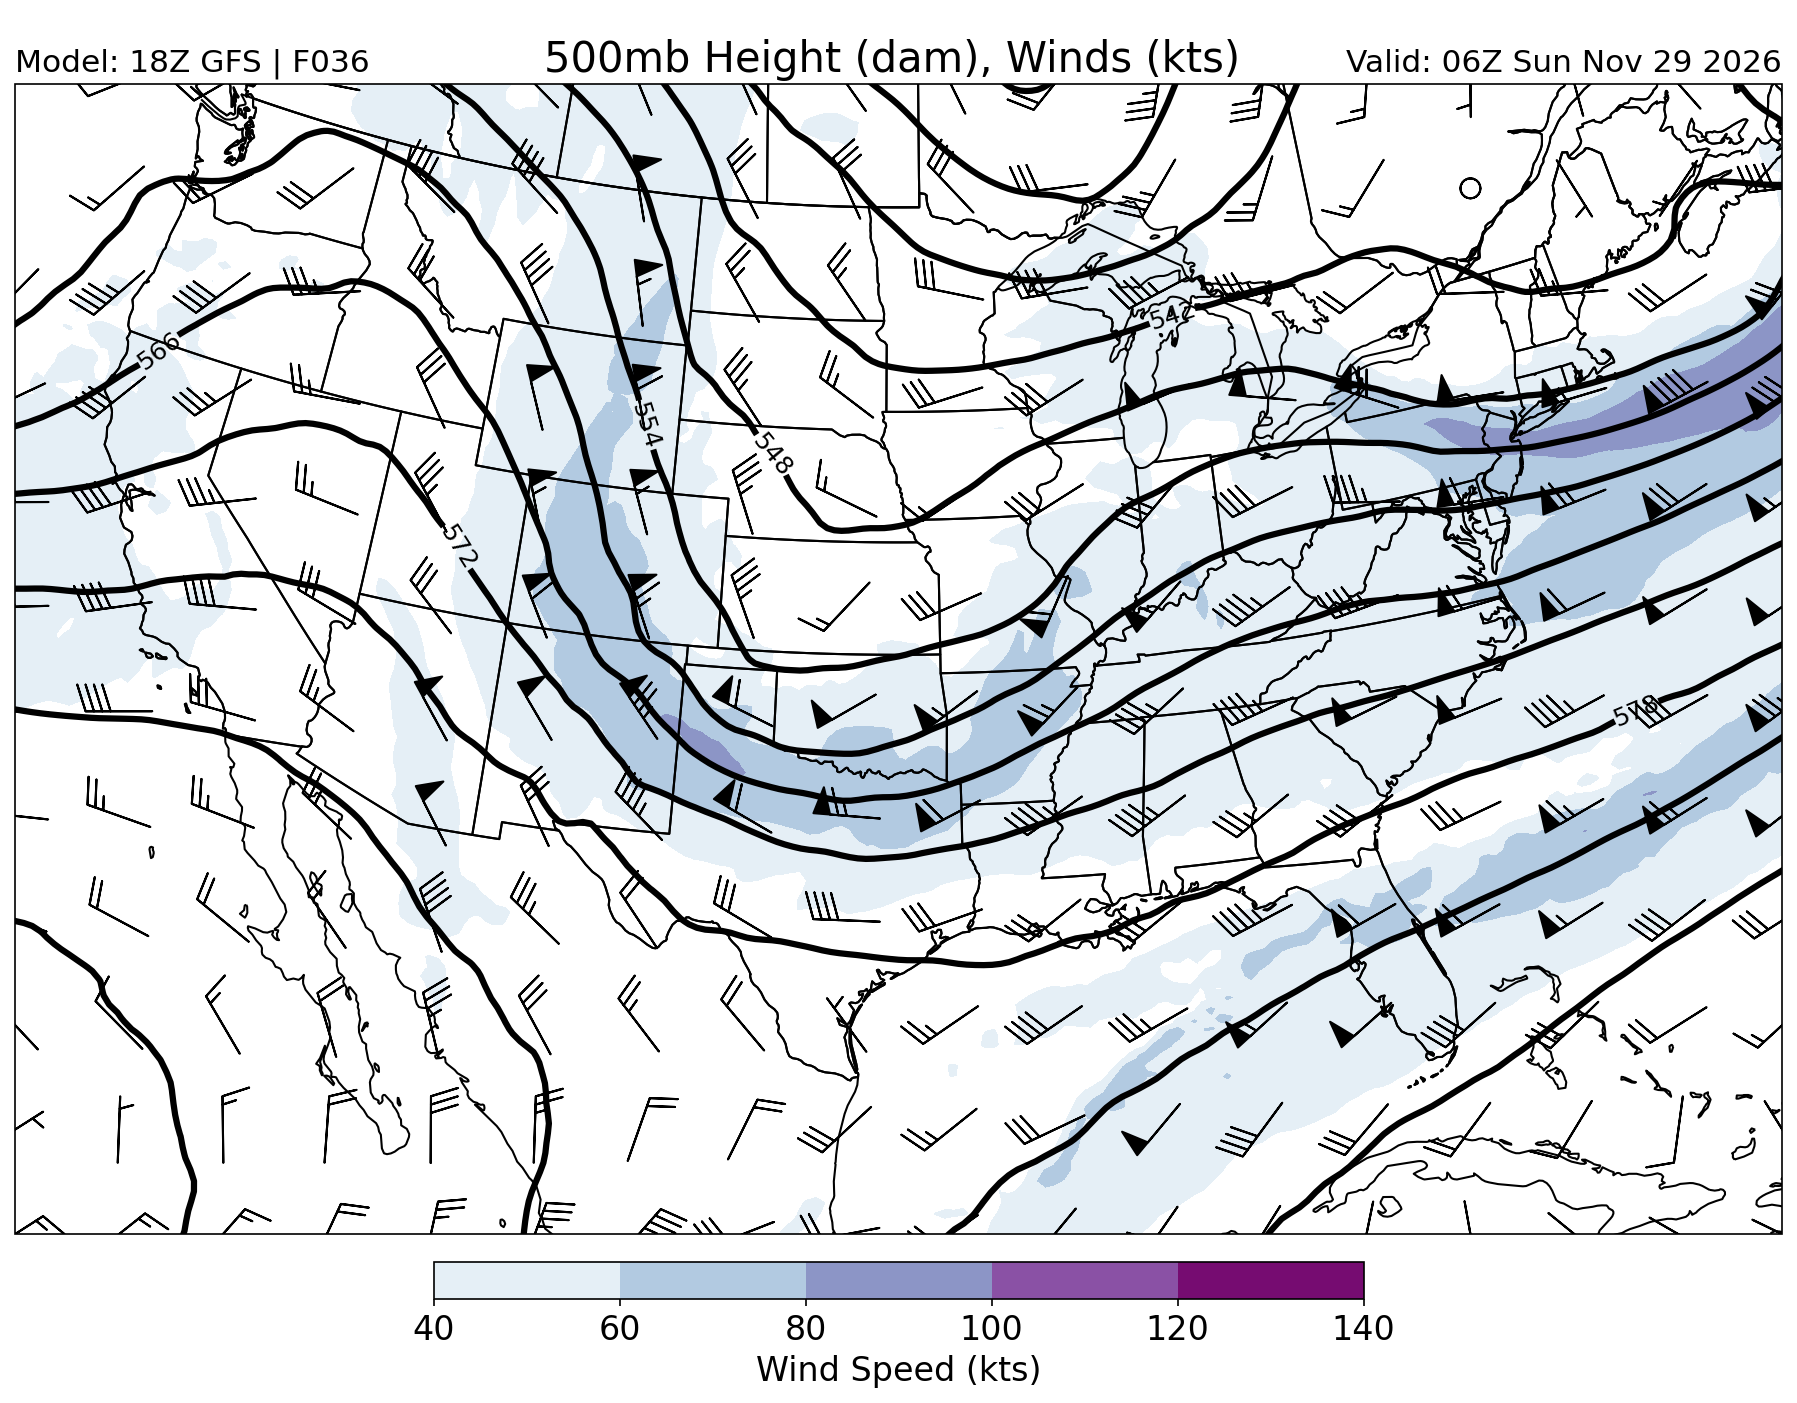 Model: 18Z GFS | F036
500mb Height (dam), Winds (kts)
Valid: 06Z Sun Nov 29 2026
542
566
554
548
572
578
40 60 80 100 120 140
Wind Speed (kts)